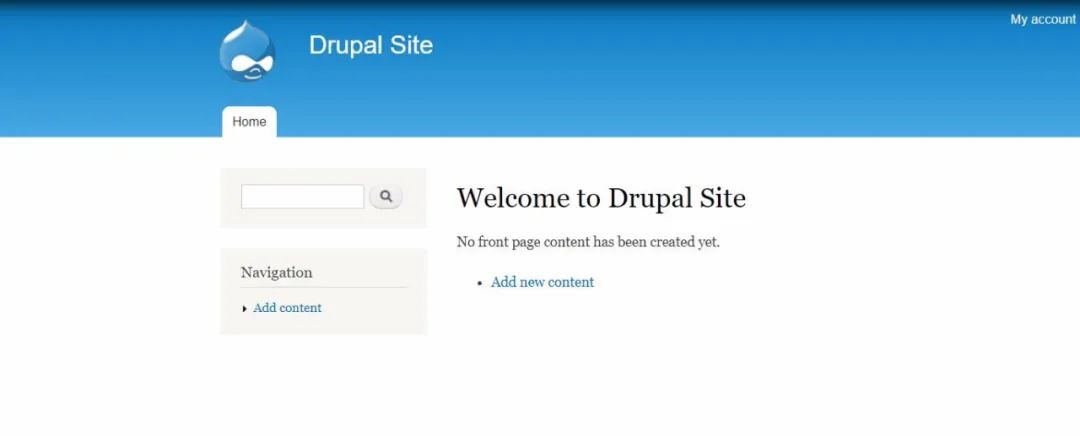 My account
Drupal Site
Home
Welcome to Drupal Site
No front page content has been created yet.
Add new content
Navigation
Add content